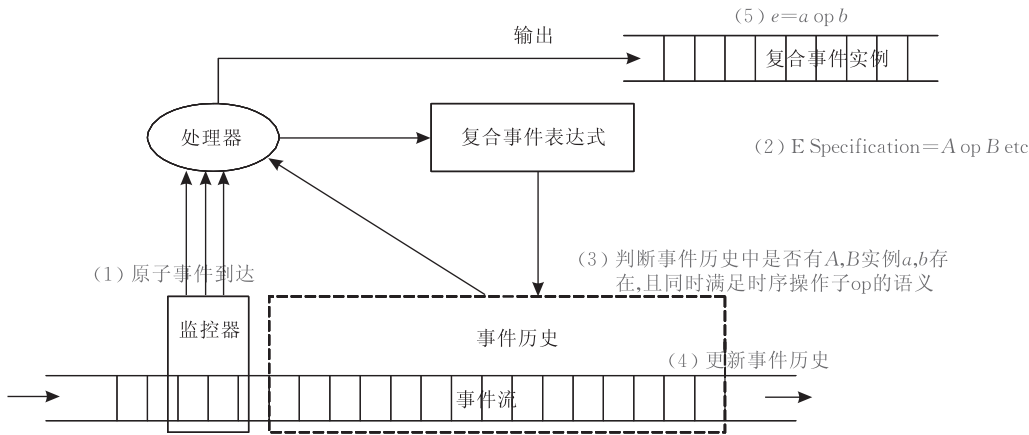 (5) e=a op b
输出
复合事件实例
处理器
复合事件表达式
(2) E Specification=A op B etc
(1) 原子事件到达
(3) 判断事件历史中是否有A,B实例a,b存
在,且同时满足时序操作子op的语义
监控器
事件历史
(4) 更新事件历史
事件流